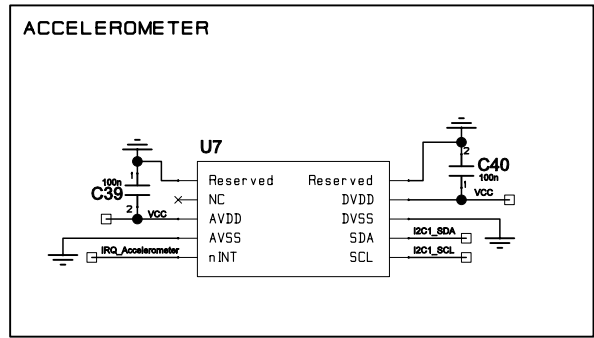 ACCELEROMETER
U7
2
1
C40
100n
100n
C39
1
2
Reserved
Reserved
NC
DVDD
VCC
VCC
AVDD
DVSS
AVSS
SDA
I2C1_SDA
IRQ_Accelerometer
nINT
SCL
I2C1_SCL